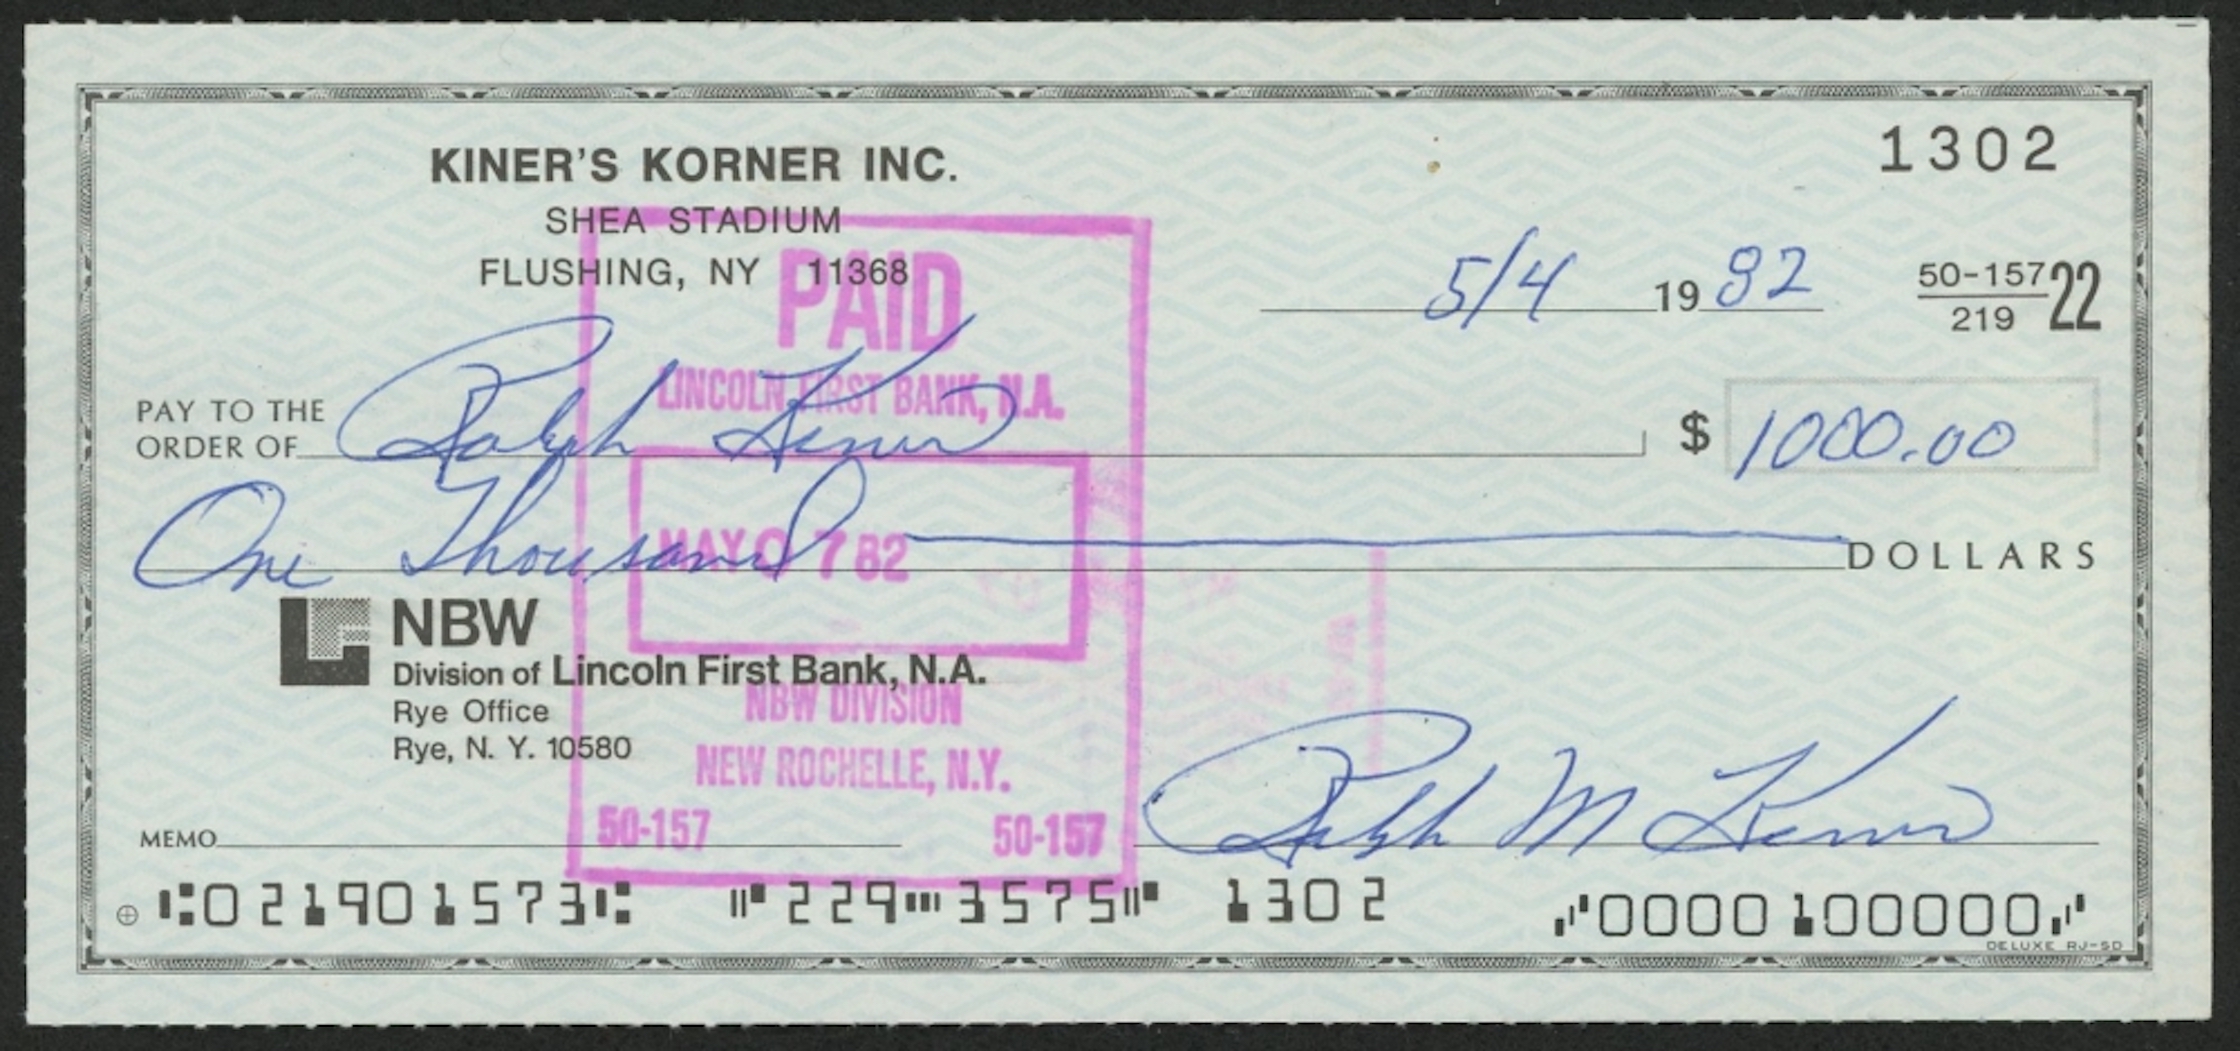 KINER'S KORNER INC.
SHEA STADIUM
FLUSHING, NY 11368
1302
5/4 19 82
50-157 22
219
PAID
LINCOLN FIRST BANK, N.A.
PAY TO THE
ORDER OF Ralph Kiner $ 1000.00
One Thousand DOLLARS
MAY 07 82
NBW
Division of Lincoln First Bank, N.A.
Rye Office
Rye, N. Y. 10580
NBW DIVISION
NEW ROCHELLE, N.Y.
50-157 50-157
MEMO Ralph M Kiner
⑆021901573⑆ ⑈229⑉3575⑈ 1302 ⑇0000100000⑇
DELUXE RJ-SD